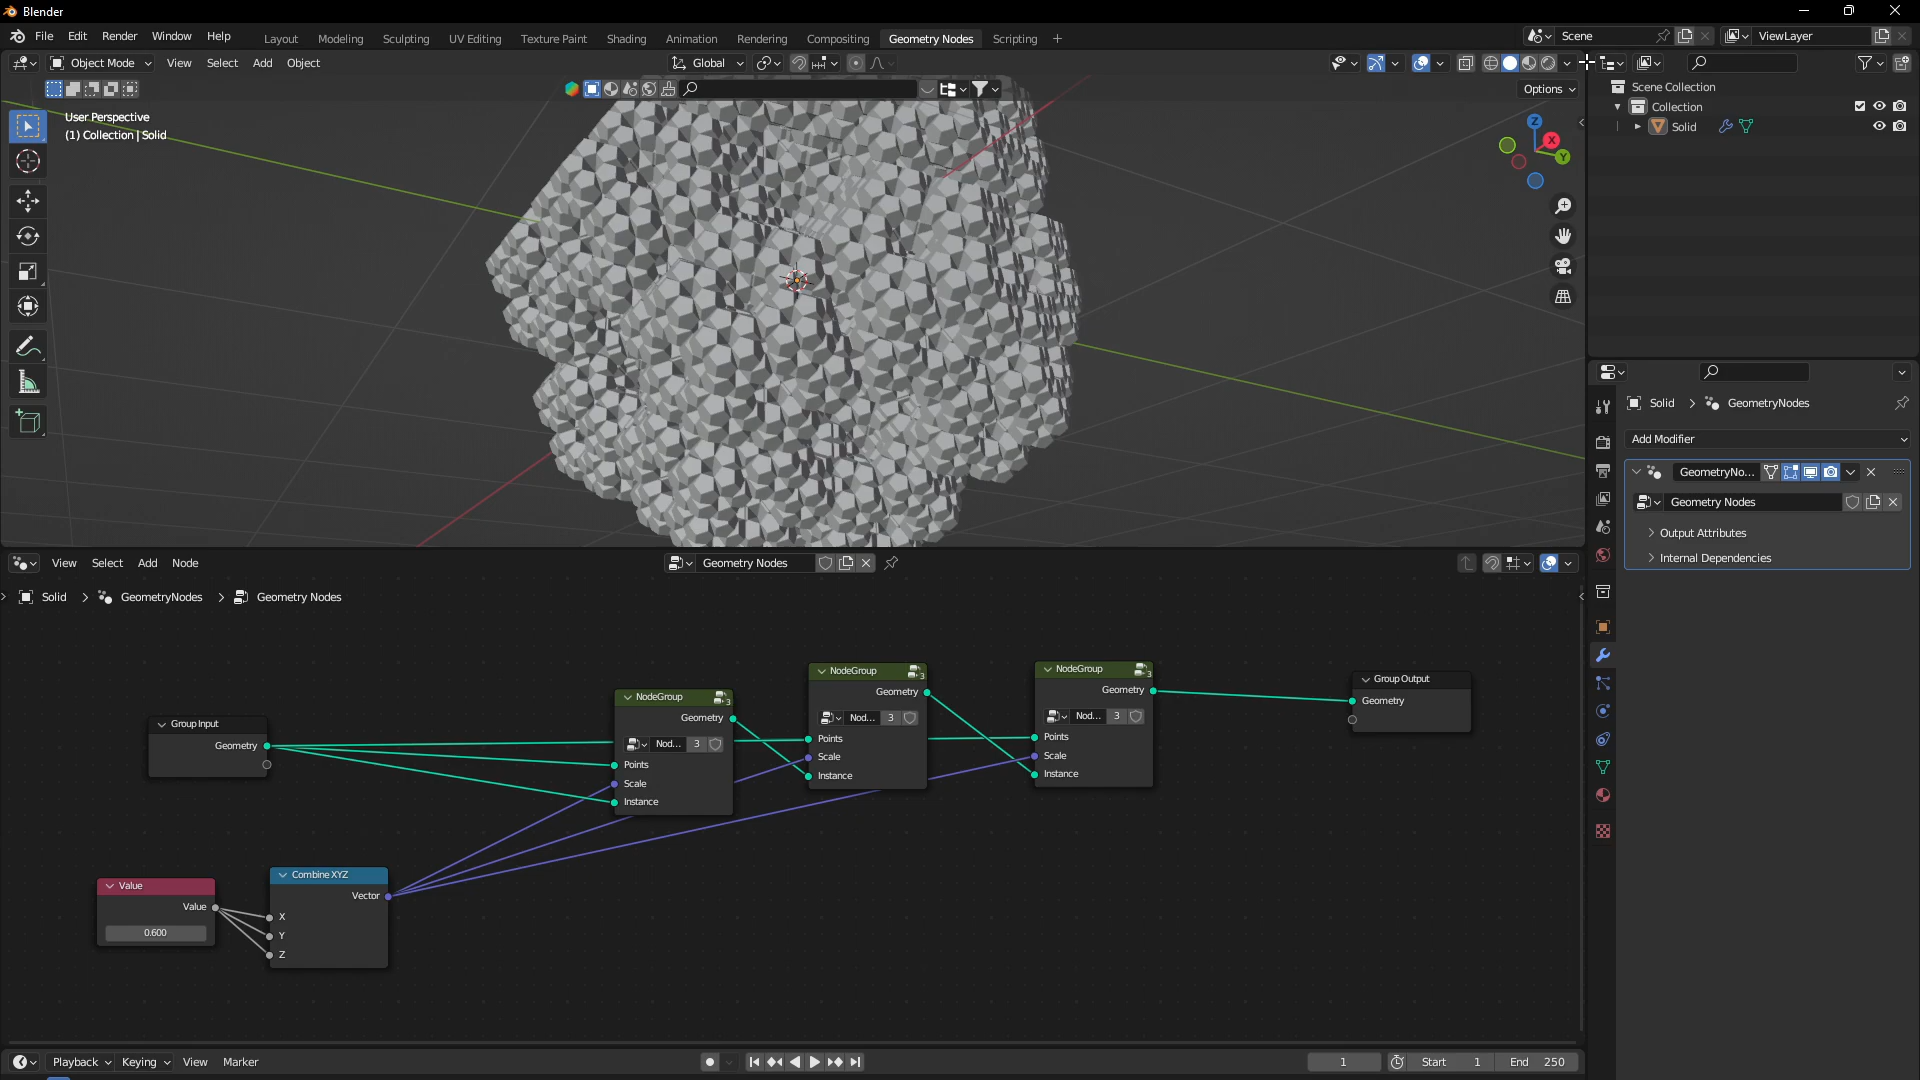 Blender
File Edit Render Window Help
Layout Modeling Sculpting UV Editing Texture Paint Shading Animation Rendering Compositing Geometry Nodes Scripting
Scene
ViewLayer
Object Mode View Select Add Object
Global
Options
User Perspective
(1) Collection | Solid
Z
X
Y
Scene Collection
Collection
Solid
Solid > GeometryNodes
Add Modifier
GeometryNo...
Geometry Nodes
Output Attributes
Internal Dependencies
View Select Add Node
Geometry Nodes
Solid > GeometryNodes > Geometry Nodes
Group Input
Geometry
NodeGroup
3
Geometry
Nod... 3
Points
Scale
Instance
NodeGroup
3
Geometry
Nod... 3
Points
Scale
Instance
NodeGroup
3
Geometry
Nod... 3
Points
Scale
Instance
Group Output
Geometry
Value
Value
0.600
Combine XYZ
Vector
X
Y
Z
Playback Keying View Marker
1
Start 1
End 250